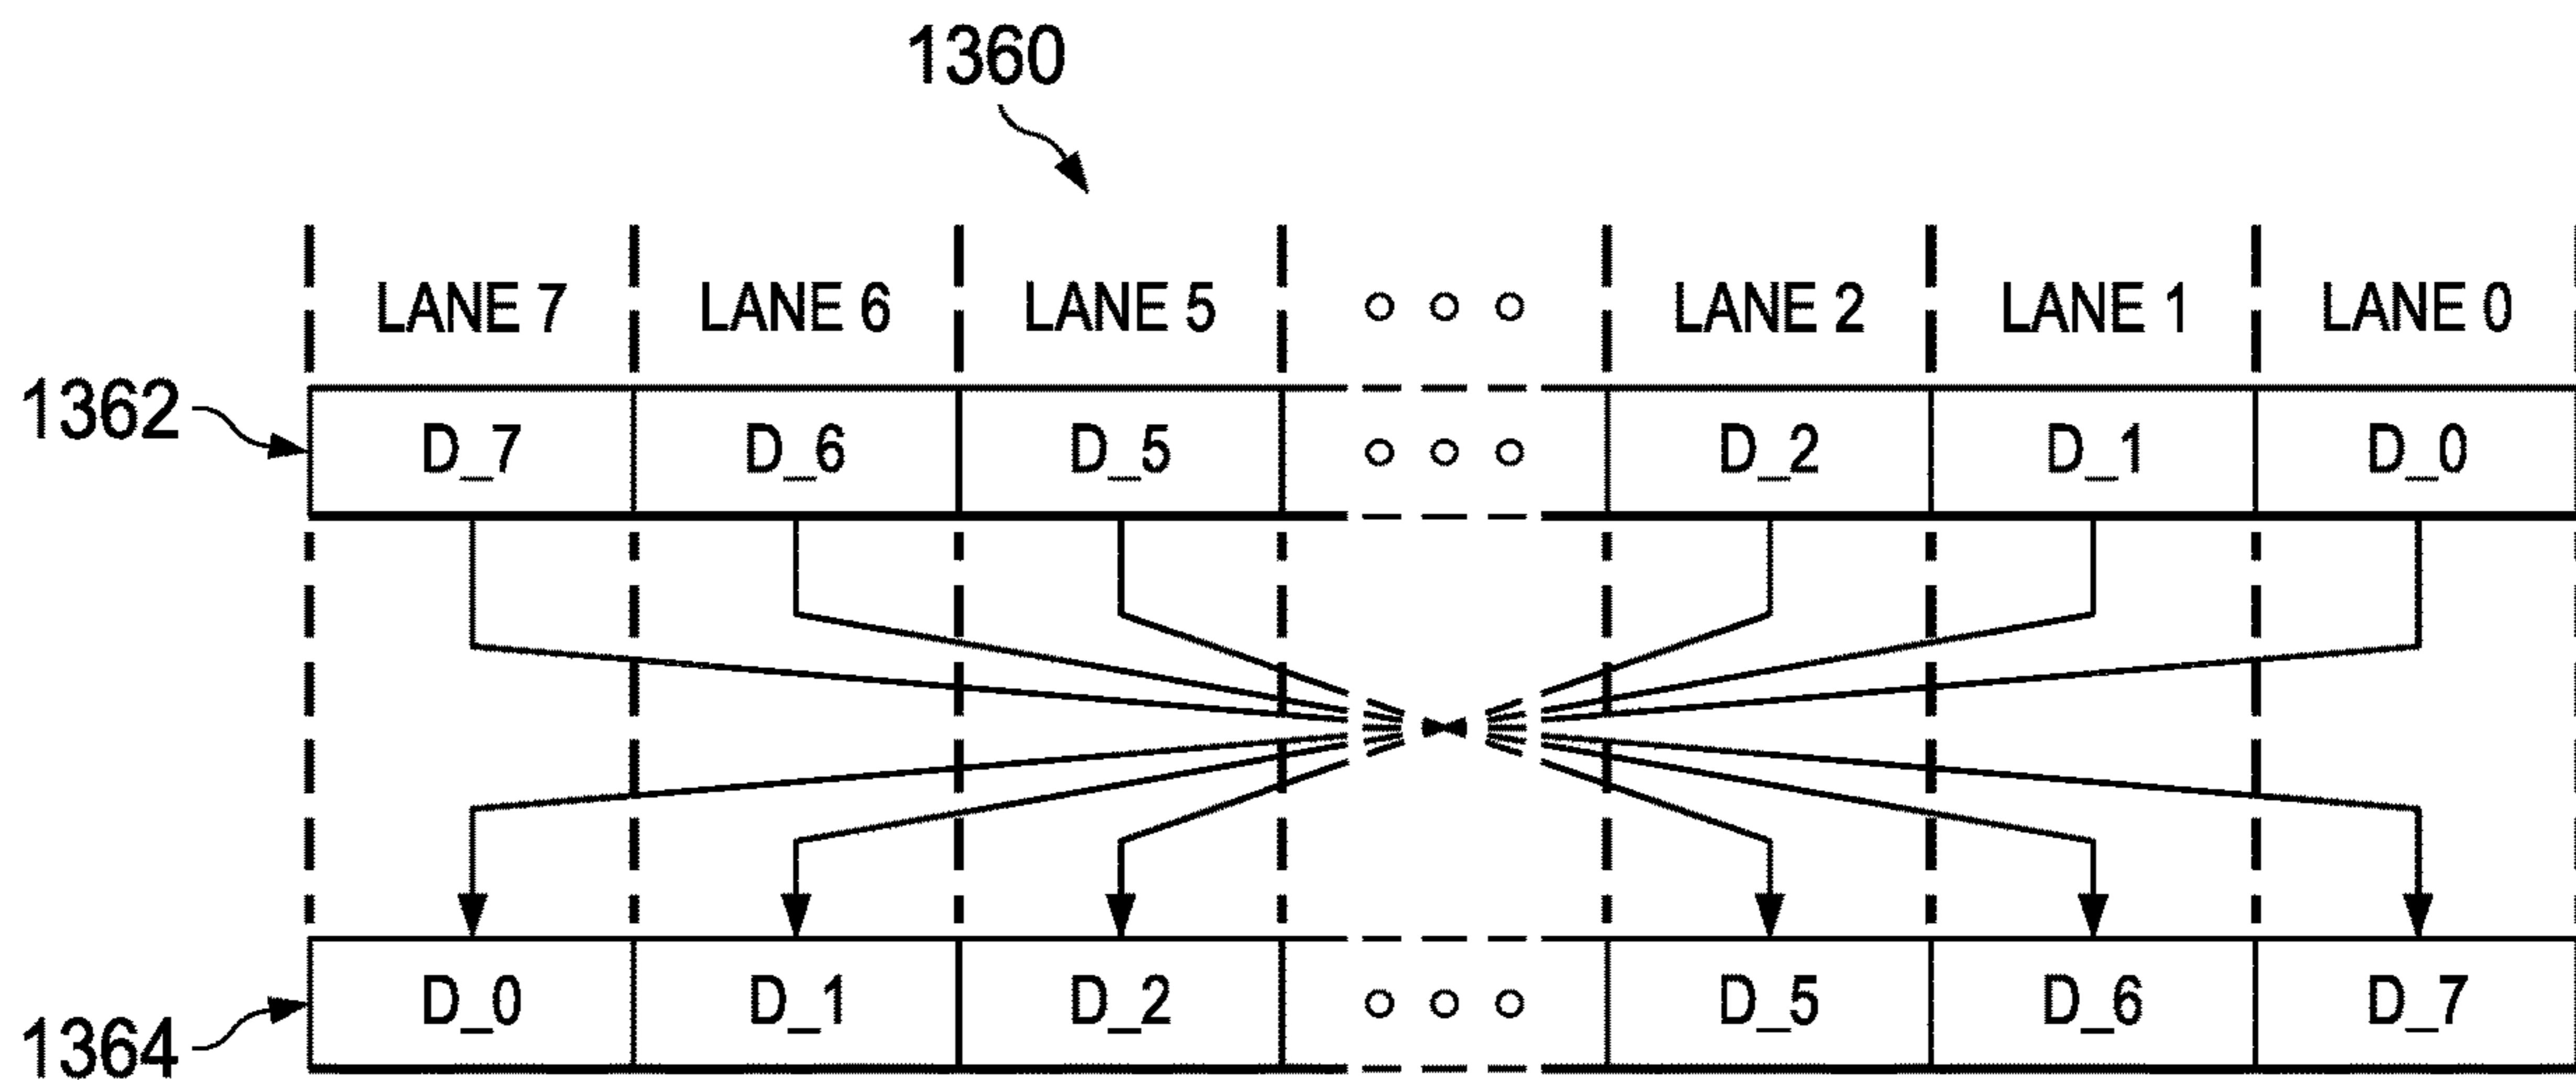 1360
LANE 7 LANE 6 LANE 5 ○ ○ ○ LANE 2 LANE 1 LANE 0
1362 D_7 D_6 D_5 ○ ○ ○ D_2 D_1 D_0
1364 D_0 D_1 D_2 ○ ○ ○ D_5 D_6 D_7